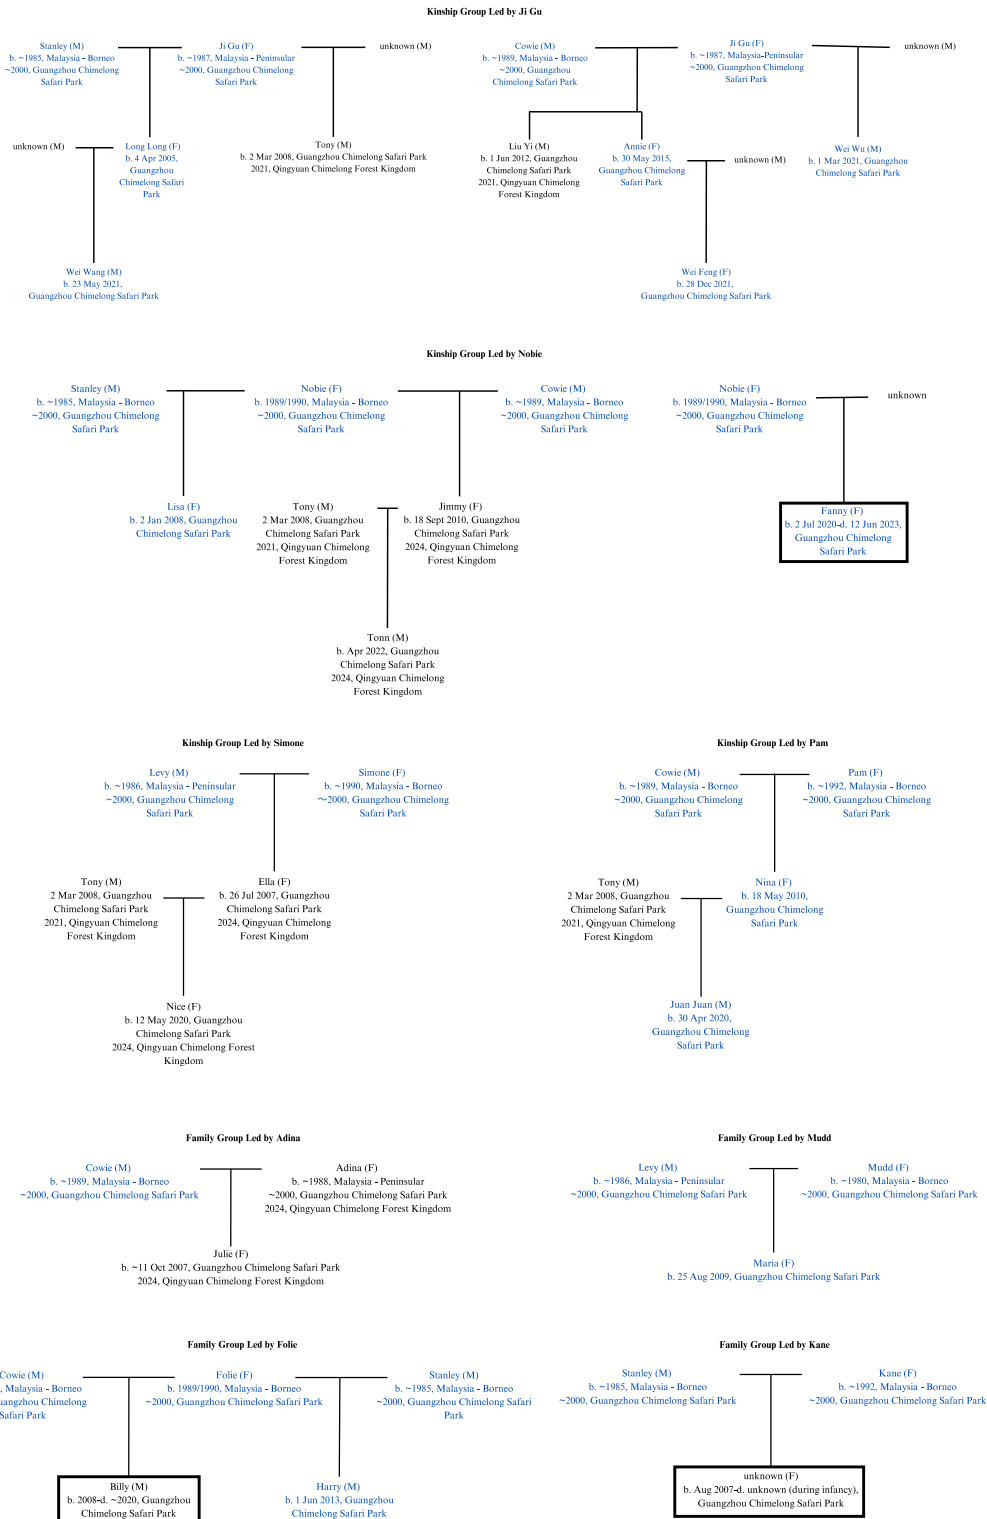 Kinship Group Led by Ji Gu
Stanley (M)
b. ~1985, Malaysia - Borneo
~2000, Guangzhou Chimelong
Safari Park
Ji Gu (F)
b. ~1987, Malaysia - Peninsular
~2000, Guangzhou Chimelong
Safari Park
unknown (M)
Cowie (M)
b. ~1989, Malaysia - Borneo
~2000, Guangzhou
Chimelong Safari Park
Ji Gu (F)
b. ~1987, Malaysia-Peninsular
~2000, Guangzhou Chimelong
Safari Park
unknown (M)
unknown (M)
Long Long (F)
b. 4 Apr 2005,
Guangzhou
Chimelong Safari
Park
Tony (M)
b. 2 Mar 2008, Guangzhou Chimelong Safari Park
2021, Qingyuan Chimelong Forest Kingdom
Liu Yi (M)
b. 1 Jun 2012, Guangzhou
Chimelong Safari Park
2021, Qingyuan Chimelong
Forest Kingdom
Annie (F)
b. 30 May 2015,
Guangzhou Chimelong
Safari Park
unknown (M)
Wei Wu (M)
b. 1 Mar 2021, Guangzhou
Chimelong Safari Park
Wei Wang (M)
b. 23 May 2021,
Guangzhou Chimelong Safari Park
Wei Feng (F)
b. 28 Dec 2021,
Guangzhou Chimelong Safari Park
Kinship Group Led by Nobie
Stanley (M)
b. ~1985, Malaysia - Borneo
~2000, Guangzhou Chimelong
Safari Park
Nobie (F)
b. 1989/1990, Malaysia - Borneo
~2000, Guangzhou Chimelong
Safari Park
Cowie (M)
b. ~1989, Malaysia - Borneo
~2000, Guangzhou Chimelong
Safari Park
Nobie (F)
b. 1989/1990, Malaysia - Borneo
~2000, Guangzhou Chimelong
Safari Park
unknown
Lisa (F)
b. 2 Jan 2008, Guangzhou
Chimelong Safari Park
Tony (M)
2 Mar 2008, Guangzhou
Chimelong Safari Park
2021, Qingyuan Chimelong
Forest Kingdom
Jimmy (F)
b. 18 Sept 2010, Guangzhou
Chimelong Safari Park
2024, Qingyuan Chimelong
Forest Kingdom
Fanny (F)
b. 2 Jul 2020-d. 12 Jun 2023,
Guangzhou Chimelong
Safari Park
Tonn (M)
b. Apr 2022, Guangzhou
Chimelong Safari Park
2024, Qingyuan Chimelong
Forest Kingdom
Kinship Group Led by Simone
Levy (M)
b. ~1986, Malaysia - Peninsular
~2000, Guangzhou Chimelong
Safari Park
Simone (F)
b. ~1990, Malaysia - Borneo
~2000, Guangzhou Chimelong
Safari Park
Tony (M)
2 Mar 2008, Guangzhou
Chimelong Safari Park
2021, Qingyuan Chimelong
Forest Kingdom
Ella (F)
b. 26 Jul 2007, Guangzhou
Chimelong Safari Park
2024, Qingyuan Chimelong
Forest Kingdom
Nice (F)
b. 12 May 2020, Guangzhou
Chimelong Safari Park
2024, Qingyuan Chimelong Forest
Kingdom
Kinship Group Led by Pam
Cowie (M)
b. ~1989, Malaysia - Borneo
~2000, Guangzhou Chimelong
Safari Park
Pam (F)
b. ~1992, Malaysia - Borneo
~2000, Guangzhou Chimelong
Safari Park
Tony (M)
2 Mar 2008, Guangzhou
Chimelong Safari Park
2021, Qingyuan Chimelong
Forest Kingdom
Nina (F)
b. 18 May 2010,
Guangzhou Chimelong
Safari Park
Juan Juan (M)
b. 30 Apr 2020,
Guangzhou Chimelong
Safari Park
Family Group Led by Adina
Cowie (M)
b. ~1989, Malaysia - Borneo
~2000, Guangzhou Chimelong Safari Park
Adina (F)
b. ~1988, Malaysia - Peninsular
~2000, Guangzhou Chimelong Safari Park
2024, Qingyuan Chimelong Forest Kingdom
Julie (F)
b. ~11 Oct 2007, Guangzhou Chimelong Safari Park
2024, Qingyuan Chimelong Forest Kingdom
Family Group Led by Mudd
Levy (M)
b. ~1986, Malaysia - Peninsular
~2000, Guangzhou Chimelong Safari Park
Mudd (F)
b. ~1980, Malaysia - Borneo
~2000, Guangzhou Chimelong Safari Park
Maria (F)
b. 25 Aug 2009, Guangzhou Chimelong Safari Park
Family Group Led by Folie
Cowie (M)
, Malaysia - Borneo
Chimelong
Safari Park
Folie (F)
b. 1989/1990, Malaysia - Borneo
~2000, Guangzhou Chimelong Safari Park
Stanley (M)
b. ~1985, Malaysia - Borneo
~2000, Guangzhou Chimelong Safari
Park
Billy (M)
b. 2008-d. ~2020, Guangzhou
Chimelong Safari Park
Harry (M)
b. 1 Jun 2013, Guangzhou
Chimelong Safari Park
Family Group Led by Kane
Stanley (M)
b. ~1985, Malaysia - Borneo
~2000, Guangzhou Chimelong Safari Park
Kane (F)
b. ~1992, Malaysia - Borneo
~2000, Guangzhou Chimelong Safari Park
unknown (F)
b. Aug 2007-d. unknown (during infancy),
Guangzhou Chimelong Safari Park